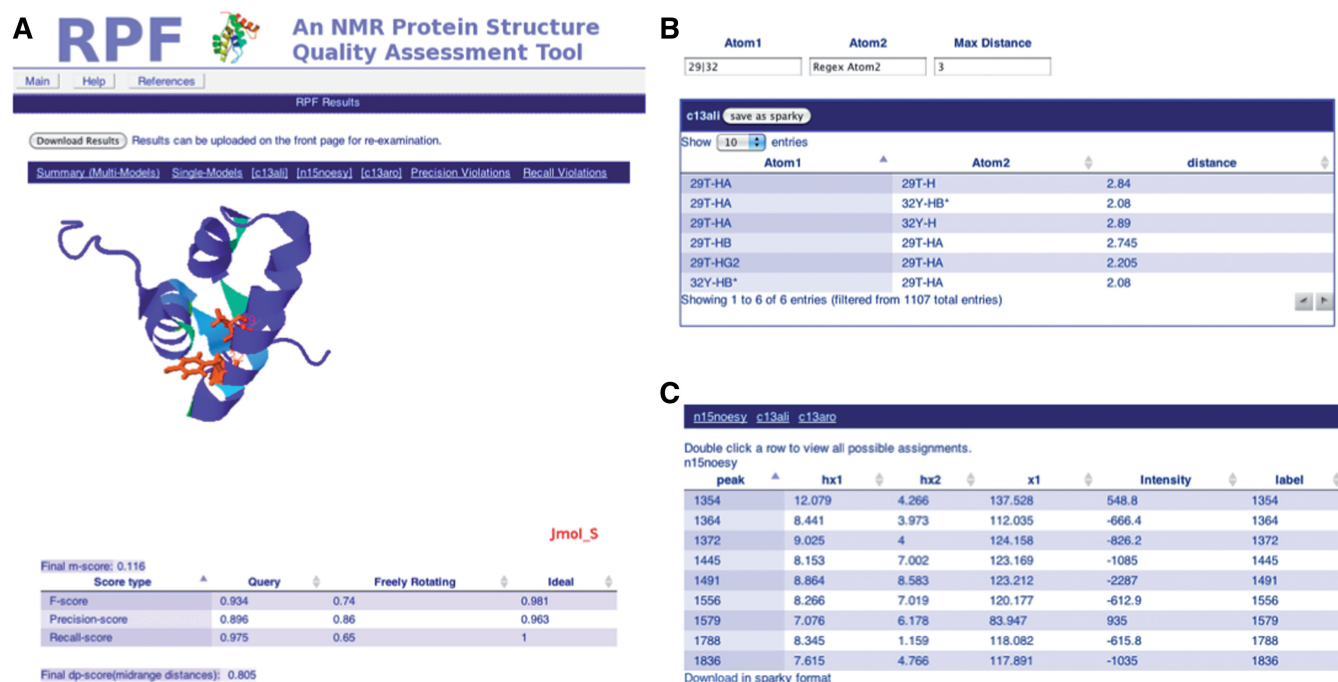 A
RPF
An NMR Protein Structure
Quality Assessment Tool
Main Help References
RPF Results
Download Results Results can be uploaded on the front page for re-examination.
Summary (Multi-Models) Single-Models [c13ali] [n15noesy] [c13aro] Precision Violations Recall Violations
Jmol_S
Final m-score: 0.116
Score type Query Freely Rotating Ideal
F-score 0.934 0.74 0.981
Precision-score 0.896 0.86 0.963
Recall-score 0.975 0.65 1
Final dp-score(midrange distances): 0.805
B
Atom1 Atom2 Max Distance
29|32 Regex Atom2 3
c13ali save as sparky
Show 10 entries
Atom1 Atom2 distance
29T-HA 29T-H 2.84
29T-HA 32Y-HB* 2.08
29T-HA 32Y-H 2.89
29T-HB 29T-HA 2.745
29T-HG2 29T-HA 2.205
32Y-HB* 29T-HA 2.08
Showing 1 to 6 of 6 entries (filtered from 1107 total entries)
C
n15noesy c13ali c13aro
Double click a row to view all possible assignments.
n15noesy
peak hx1 hx2 x1 Intensity label
1354 12.079 4.266 137.528 548.8 1354
1364 8.441 3.973 112.035 -666.4 1364
1372 9.025 4 124.158 -826.2 1372
1445 8.153 7.002 123.169 -1085 1445
1491 8.864 8.583 123.212 -2287 1491
1556 8.266 7.019 120.177 -612.9 1556
1579 7.076 6.178 83.947 935 1579
1788 8.345 1.159 118.082 -615.8 1788
1836 7.615 4.766 117.891 -1035 1836
Download in sparky format